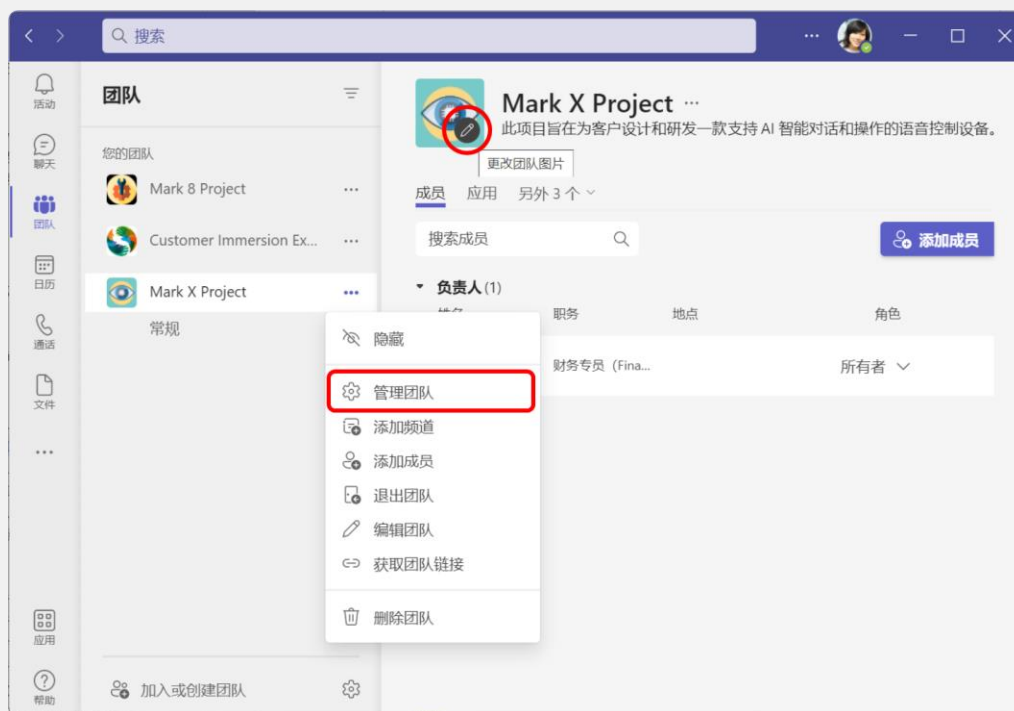 搜索
活动
聊天
团队
日历
通话
文件
应用
帮助
团队
您的团队
Mark 8 Project
Customer Immersion Ex...
Mark X Project
常规
加入或创建团队
隐藏
管理团队
添加频道
添加成员
退出团队
编辑团队
获取团队链接
删除团队
Mark X Project
此项目旨在为客户设计和研发一款支持 AI 智能对话和操作的语音控制设备。
更改团队图片
成员 应用 另外 3 个
搜索成员
添加成员
负责人(1)
职务 地点 角色
财务专员（Fina... 所有者